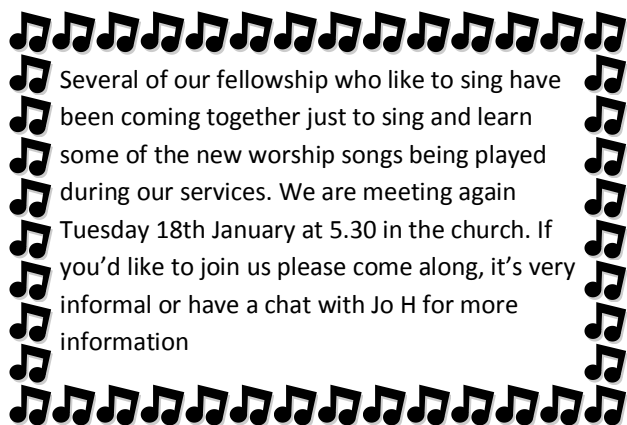 Several of our fellowship who like to sing have
been coming together just to sing and learn
some of the new worship songs being played
during our services. We are meeting again
Tuesday 18th January at 5.30 in the church. If
you’d like to join us please come along, it’s very
informal or have a chat with Jo H for more
information